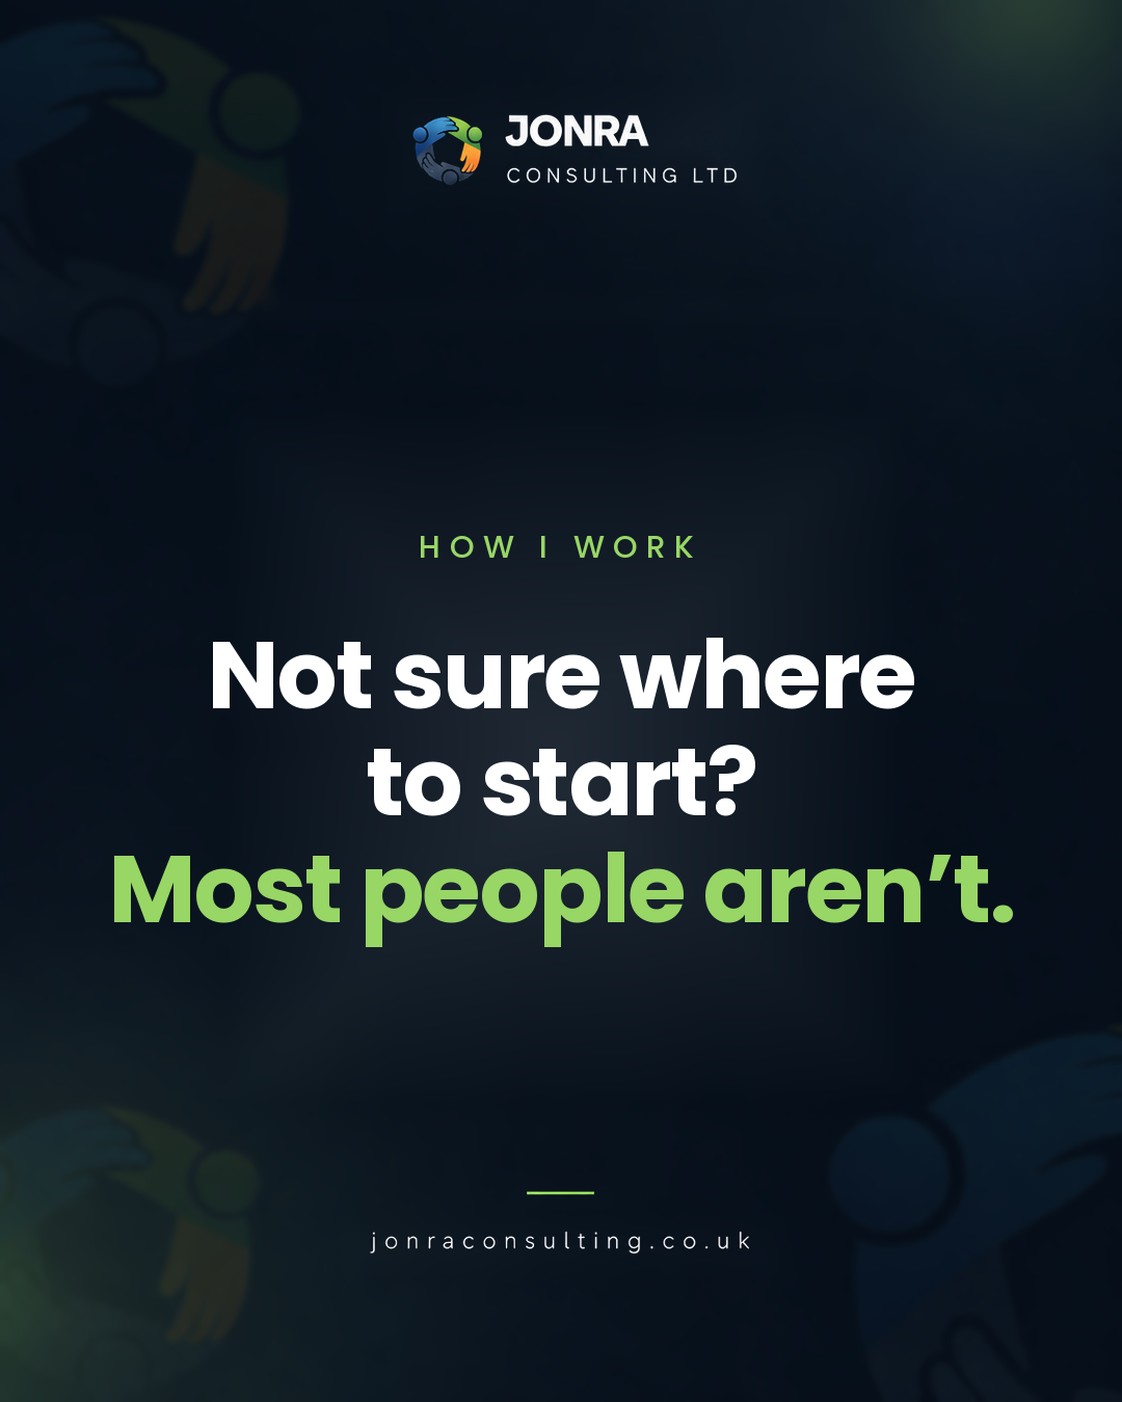 JONRA
CONSULTING LTD
HOW I WORK
Not sure where
to start?
Most people aren’t.
jonraconsulting.co.uk